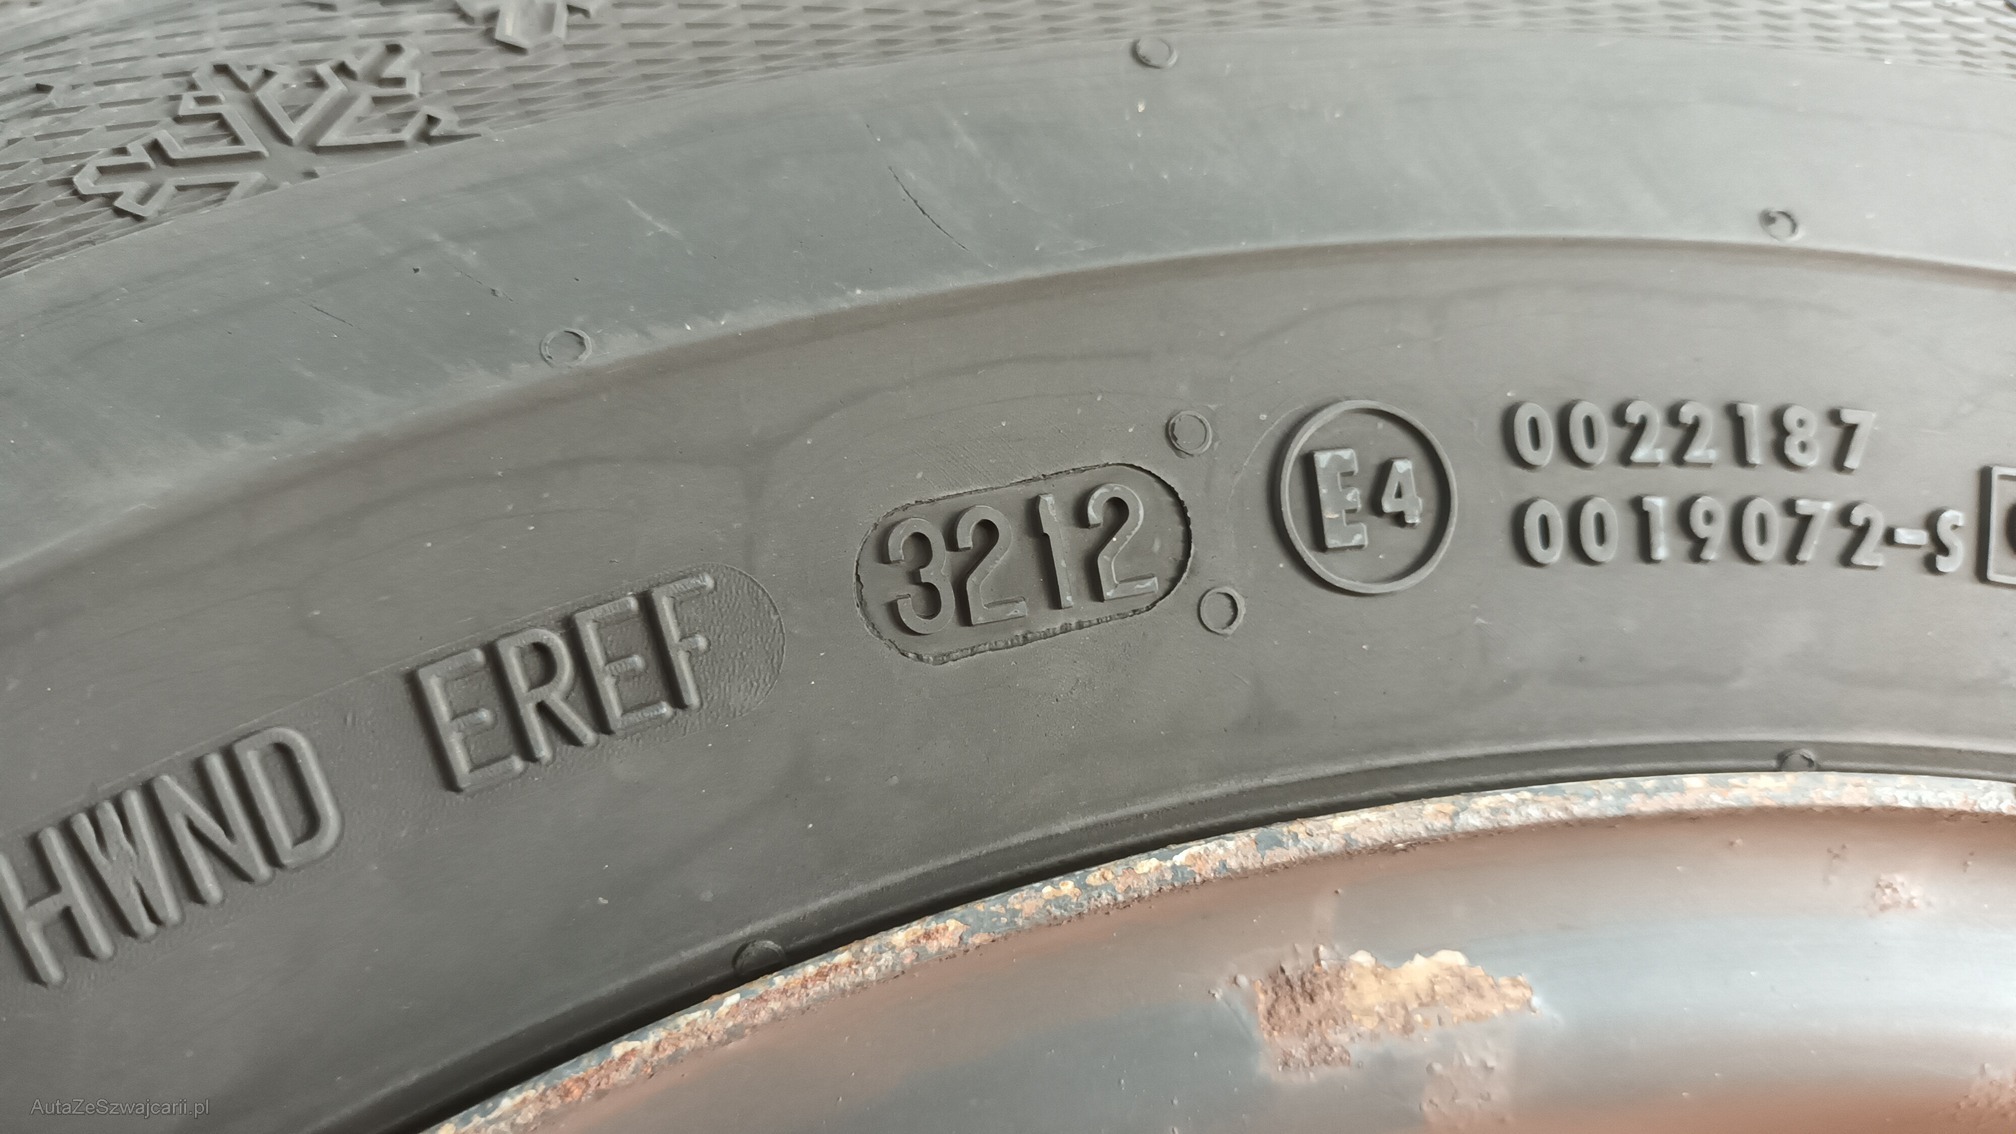 HWND EREF 3212 E4 0022187
0019072-S
AutaZeSzwajcarii.pl